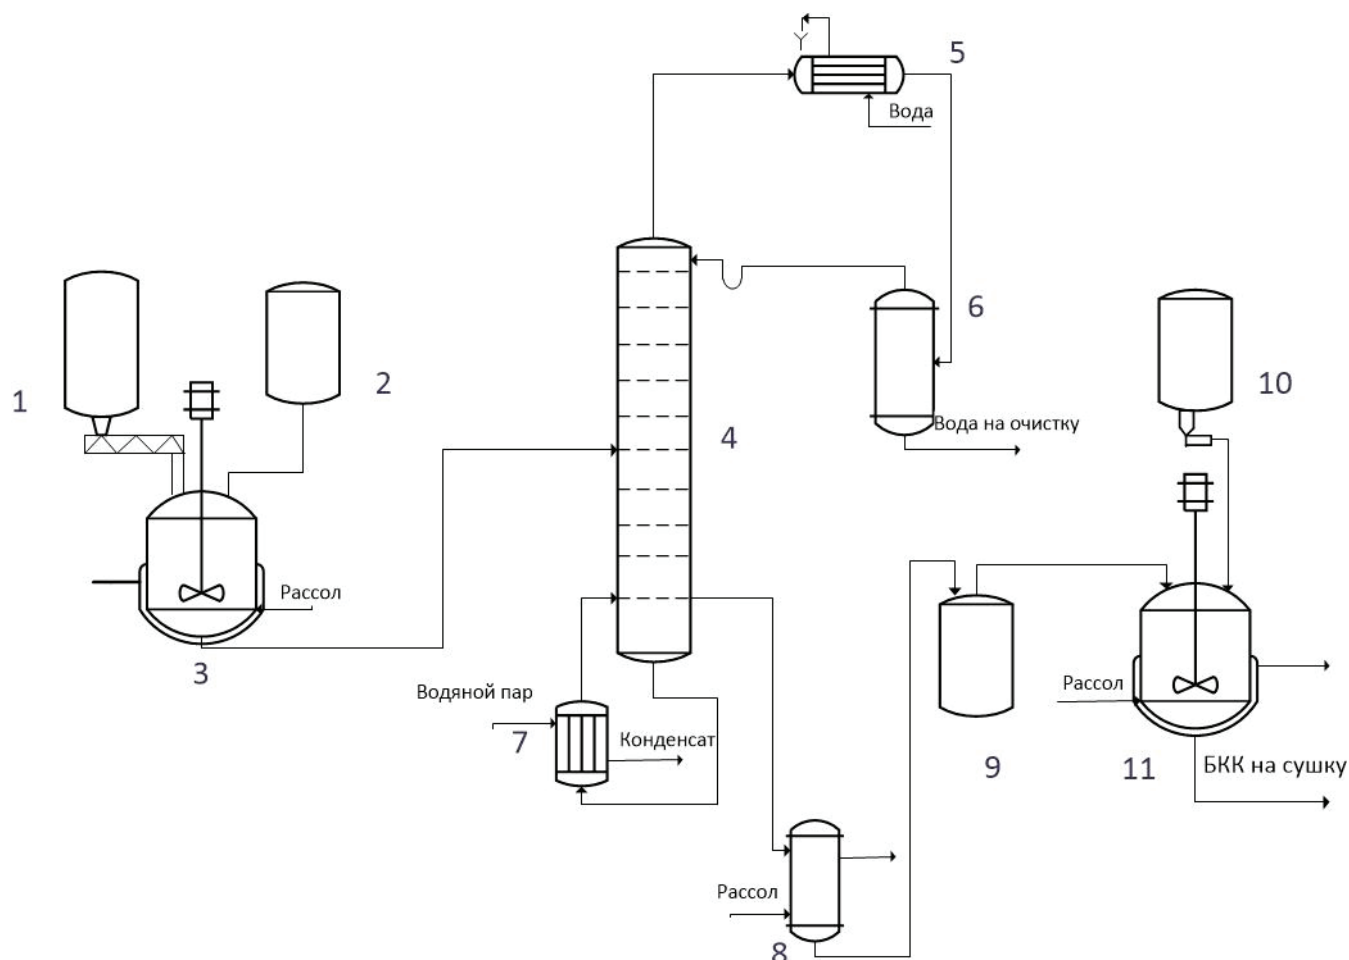 5
Вода
6
1
2
4
Вода на очистку
10
Рассол
3
Водяной пар
7
Конденсат
Рассол
9
11
БКК на сушку
Рассол
8